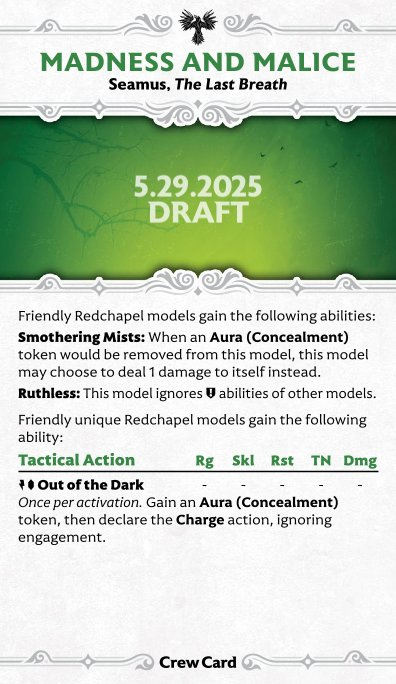 MADNESS AND MALICE
Seamus, The Last Breath
5.29.2025
DRAFT
Friendly Redchapel models gain the following abilities:
Smothering Mists: When an Aura (Concealment)
token would be removed from this model, this model
may choose to deal 1 damage to itself instead.
Ruthless: This model ignores abilities of other models.
Friendly unique Redchapel models gain the following
ability:
Tactical Action Rg Skl Rst TN Dmg
Out of the Dark - - - - -
Once per activation. Gain an Aura (Concealment)
token, then declare the Charge action, ignoring
engagement.
Crew Card